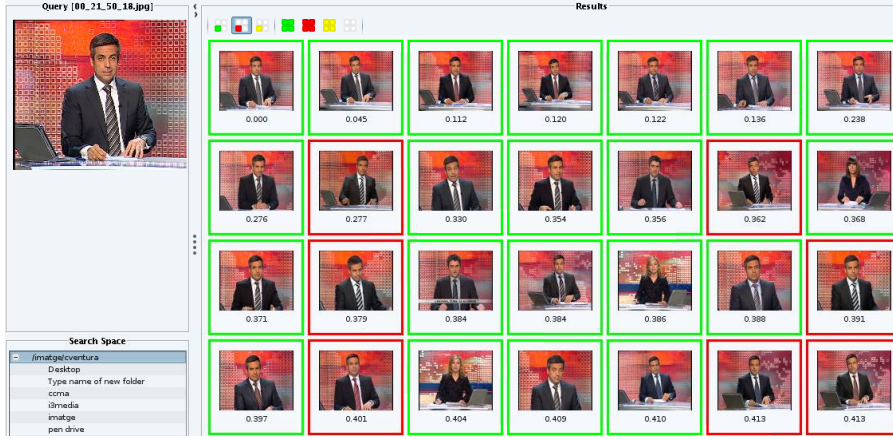 Query [00_21_50_18.jpg]
Results
0.000 0.045 0.112 0.120 0.122 0.136 0.238
0.276 0.277 0.330 0.354 0.356 0.362 0.368
0.371 0.379 0.384 0.384 0.386 0.388 0.391
0.397 0.401 0.404 0.409 0.410 0.413 0.413
Search Space
/imatge/cventura
Desktop
Type name of new folder
ccma
i3media
imatge
pen drive